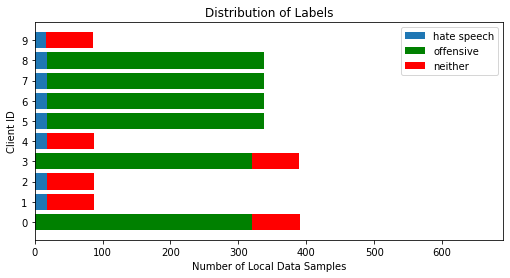 Distribution of Labels
hate speech
offensive
neither
Client ID
9
8
7
6
5
4
3
2
1
0
0
100
200
300
400
500
600
Number of Local Data Samples